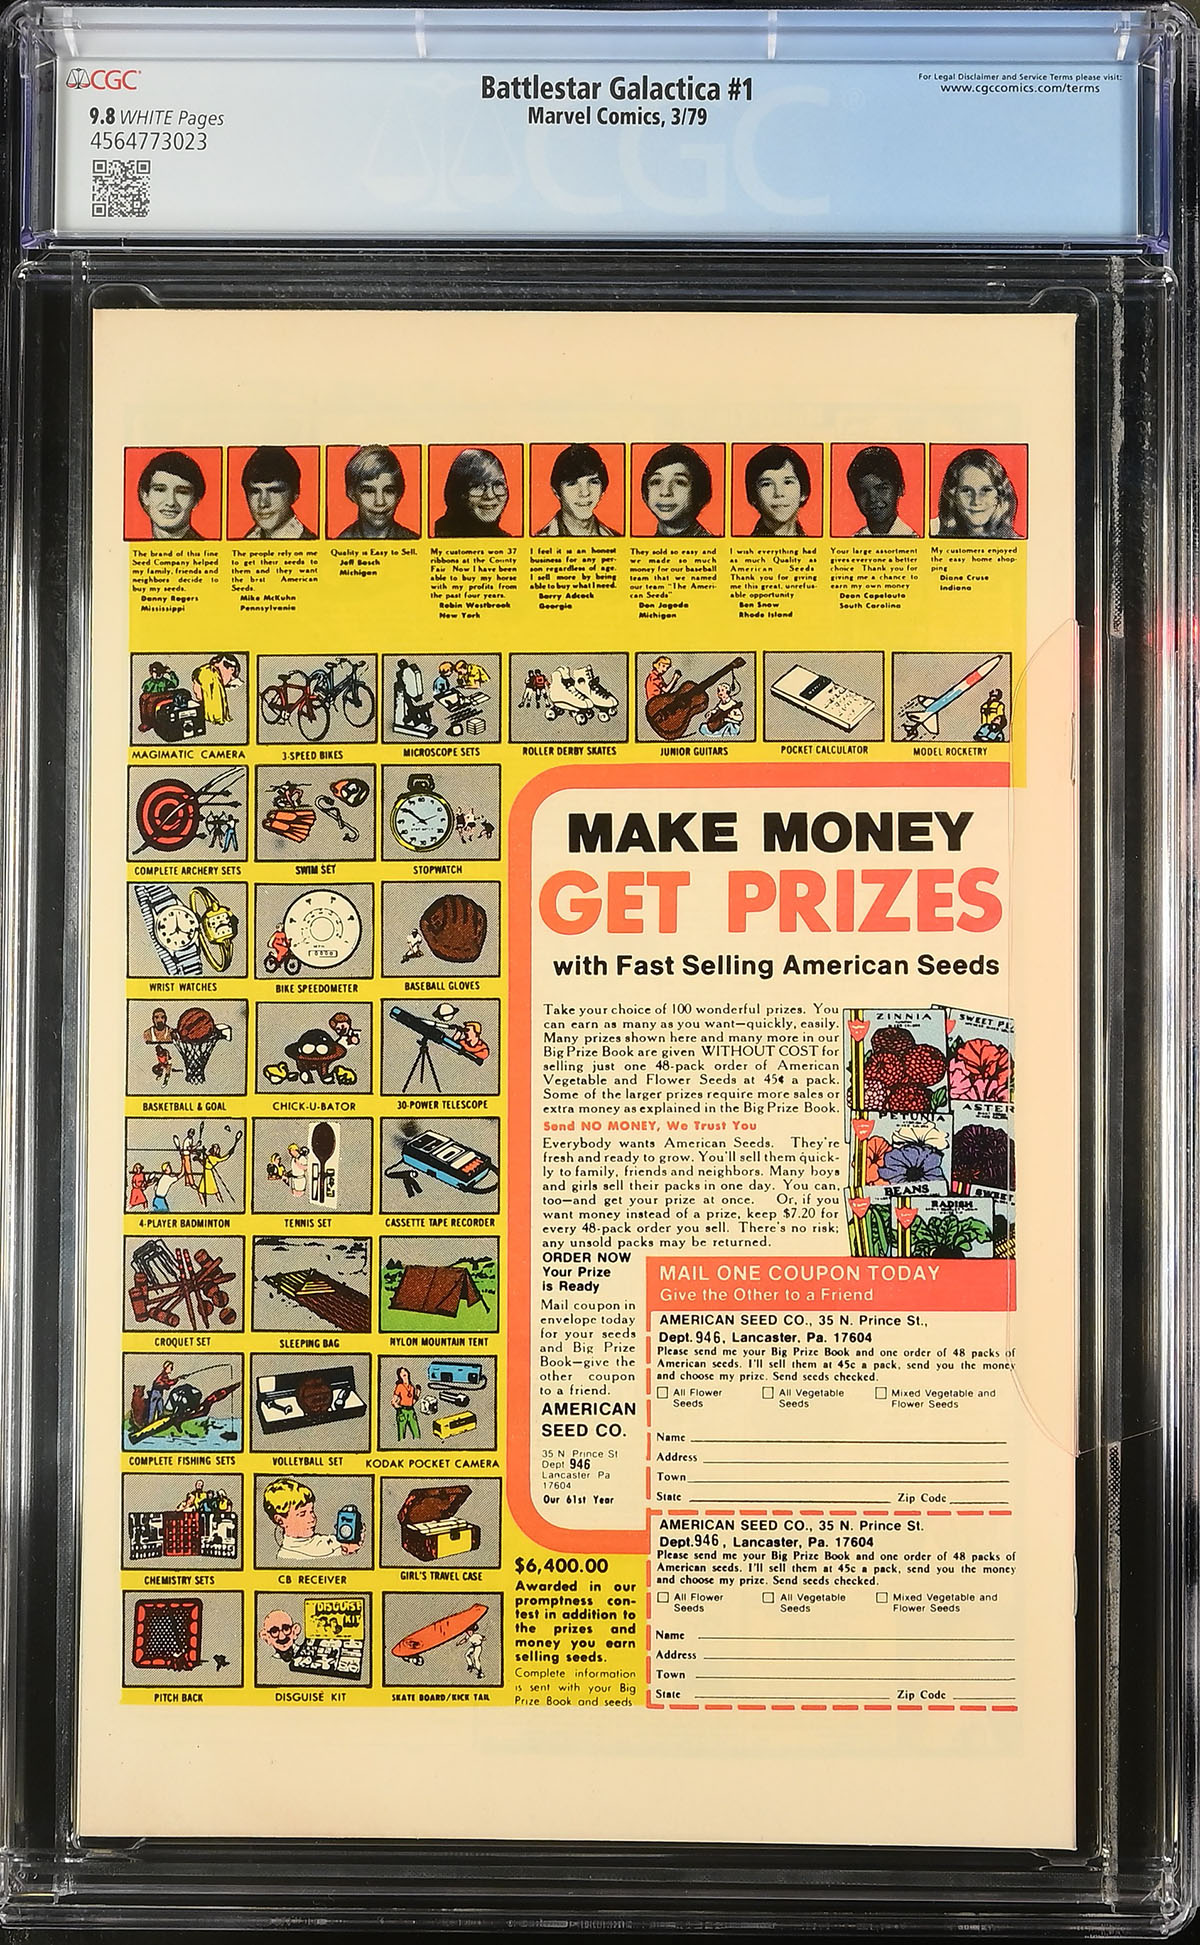 CGC
9.8 WHITE Pages
4564773023
Battlestar Galactica #1
Marvel Comics, 3/79
For Legal Disclaimer and Service Terms please visit:
www.cgccomics.com/terms
The brand of this fine
Seed Company helped
my family, friends and
neighbors decide to
buy my seeds.
Danny Rogers
Mississippi
The people rely on me
to get their seeds to
them and they want
the best American
Seeds.
Mike McKuhn
Pennsylvania
Quality is Easy to Sell.
Jeff Basch
Michigan
My customers won 37
ribbons at the County
Fair Now I have been
able to buy my horse
with my profits from
the past four years.
Robin Westbrook
New York
I feel it is an honest
business for any per-
son regardless of age.
I sell more by being
able to buy what I need.
Barry Adcock
Georgia
They sold so easy and
we made so much
money for our baseball
team that we named
our team "The Ameri-
can Seeds"
Don Jagoda
Michigan
I wish everything had
as much Quality as
American Seeds
Thank you for giving
me this great, unrefus-
able opportunity
Ben Snow
Rhode Island
Your large assortment
gives everyone a better
choice Thank you for
giving me a chance to
earn my own money
Dean Capelouto
South Carolina
My customers enjoyed
the easy home shop-
ping
Diane Cruse
Indiana
MAGIMATIC CAMERA
3-SPEED BIKES
MICROSCOPE SETS
ROLLER DERBY SKATES
JUNIOR GUITARS
POCKET CALCULATOR
MODEL ROCKETRY
COMPLETE ARCHERY SETS
SWIM SET
STOPWATCH
WRIST WATCHES
BIKE SPEEDOMETER
BASEBALL GLOVES
BASKETBALL & GOAL
CHICK-U-BATOR
30-POWER TELESCOPE
4-PLAYER BADMINTON
TENNIS SET
CASSETTE TAPE RECORDER
CROQUET SET
SLEEPING BAG
NYLON MOUNTAIN TENT
COMPLETE FISHING SETS
VOLLEYBALL SET
KODAK POCKET CAMERA
CHEMISTRY SETS
CB RECEIVER
GIRL'S TRAVEL CASE
PITCH BACK
DISGUISE KIT
DISGUISE KIT
SKATE BOARD/KICK TAIL
MAKE MONEY
GET PRIZES
with Fast Selling American Seeds
Take your choice of 100 wonderful prizes. You
can earn as many as you want—quickly, easily.
Many prizes shown here and many more in our
Big Prize Book are given WITHOUT COST for
selling just one 48-pack order of American
Vegetable and Flower Seeds at 45¢ a pack.
Some of the larger prizes require more sales or
extra money as explained in the Big Prize Book.
Send NO MONEY, We Trust You
Everybody wants American Seeds. They're
fresh and ready to grow. You'll sell them quick-
ly to family, friends and neighbors. Many boys
and girls sell their packs in one day. You can,
too—and get your prize at once. Or, if you
want money instead of a prize, keep $7.20 for
every 48-pack order you sell. There's no risk;
any unsold packs may be returned.
ZINNIA
SWEET PE
PETUNIA
ASTER
BEANS
SWEET
RADISH
ORDER NOW
Your Prize
is Ready
Mail coupon in
envelope today
for your seeds
and Big Prize
Book—give the
other coupon
to a friend.
AMERICAN
SEED CO.
35 N. Prince St
Dept 946
Lancaster Pa
17604
Our 61st Year
$6,400.00
Awarded in our
promptness con-
test in addition to
the prizes and
money you earn
selling seeds.
Complete information
is sent with your Big
Prize Book and seeds
MAIL ONE COUPON TODAY
Give the Other to a Friend
AMERICAN SEED CO., 35 N. Prince St.,
Dept. 946, Lancaster, Pa. 17604
Please send me your Big Prize Book and one order of 48 packs of
American seeds. I'll sell them at 45c a pack, send you the money
and choose my prize. Send seeds checked.
All Flower Seeds
All Vegetable Seeds
Mixed Vegetable and Flower Seeds
Name
Address
Town
State Zip Code
AMERICAN SEED CO., 35 N. Prince St.
Dept. 946, Lancaster, Pa. 17604
Please send me your Big Prize Book and one order of 48 packs of
American seeds. I'll sell them at 45c a pack, send you the money
and choose my prize. Send seeds checked.
All Flower Seeds
All Vegetable Seeds
Mixed Vegetable and Flower Seeds
Name
Address
Town
State Zip Code